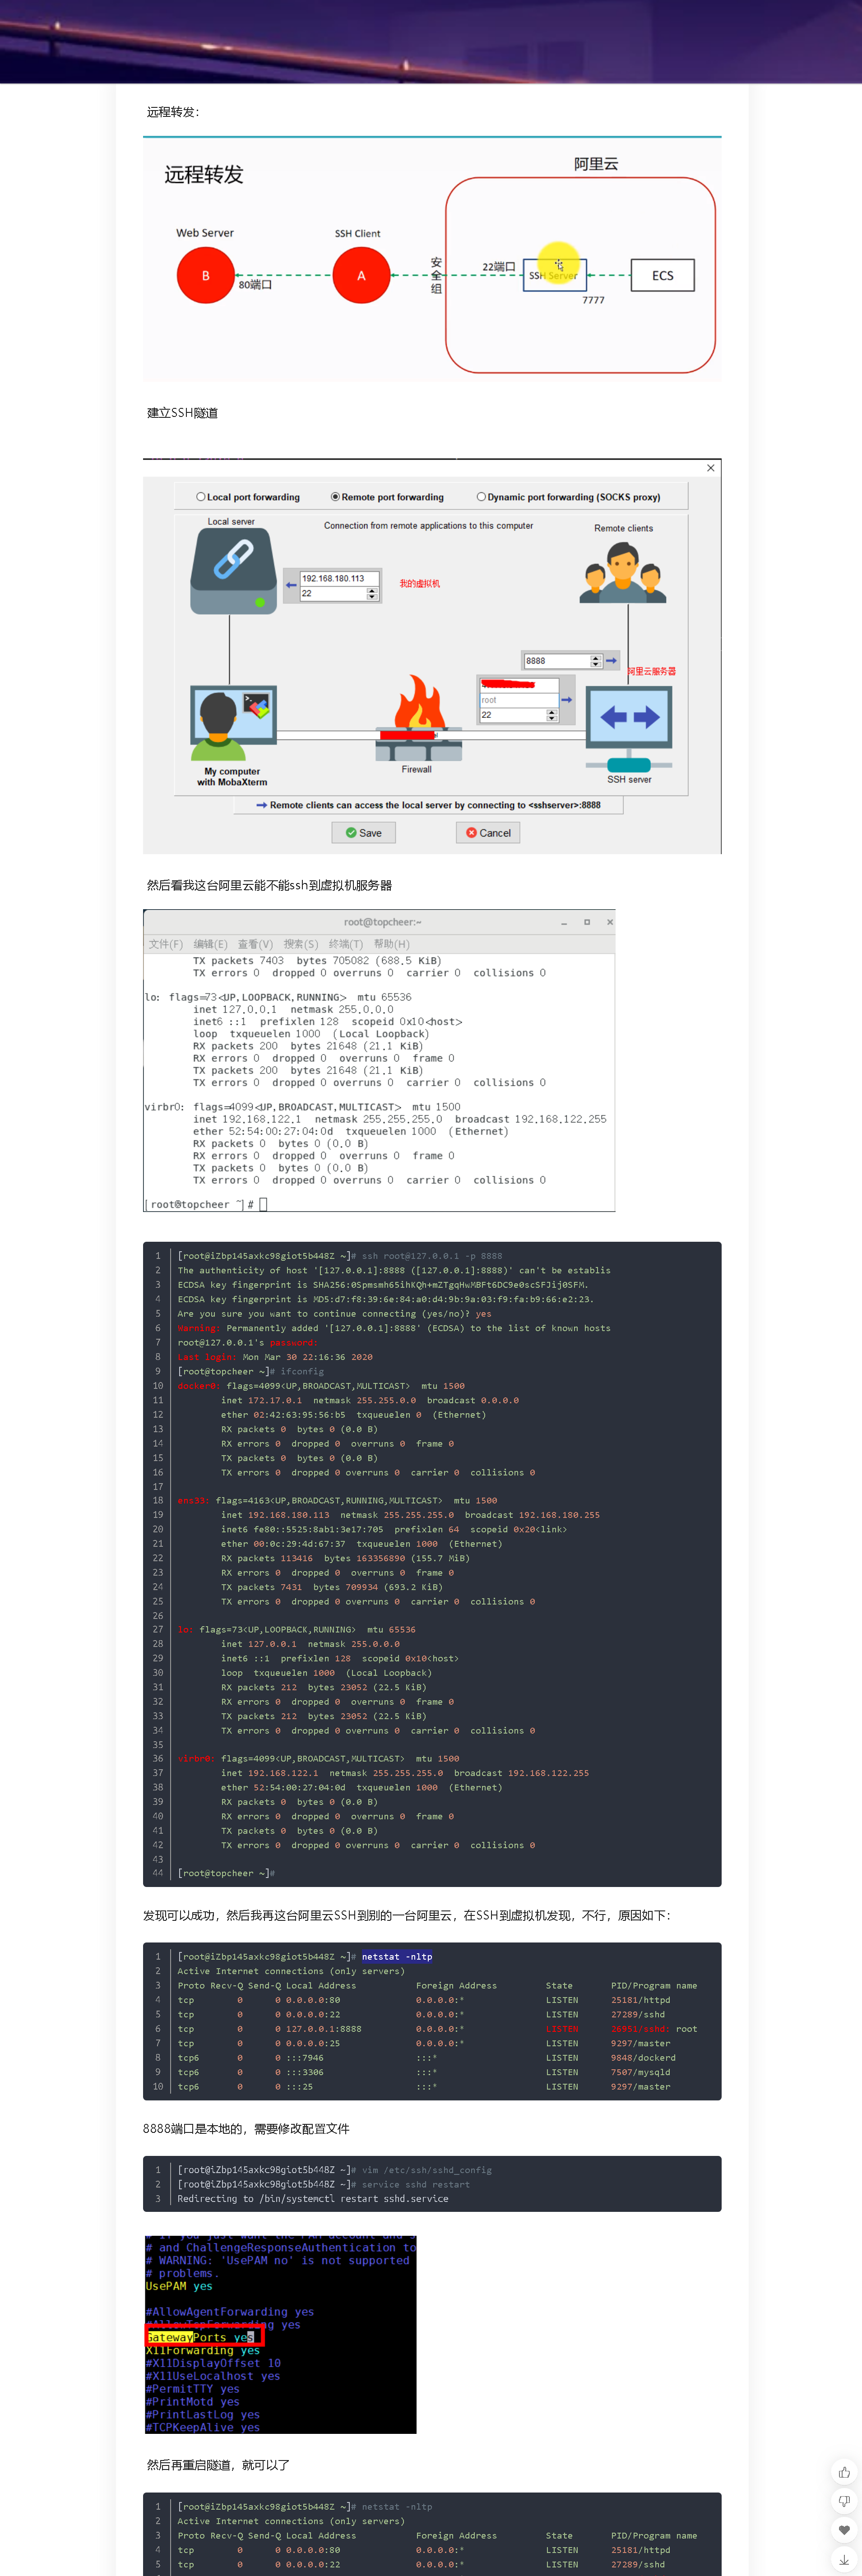 远程转发：
远程转发
阿里云
Web Server
SSH Client
安全组
22端口
B
A
SSH Server
ECS
80端口
7777
建立SSH隧道
Local port forwarding
Remote port forwarding
Dynamic port forwarding (SOCKS proxy)
Local server
Connection from remote applications to this computer
Remote clients
192.168.180.113
我的虚拟机
22
8888
阿里云服务器
root
22
My computer
with MobaXterm
Firewall
SSH server
Remote clients can access the local server by connecting to <sshserver>:8888
Save
Cancel
然后看我这台阿里云能不能ssh到虚拟机服务器
root@topcheer:~
文件(F) 编辑(E) 查看(V) 搜索(S) 终端(T) 帮助(H)
TX packets 7403 bytes 705082 (688.5 KiB)
TX errors 0 dropped 0 overruns 0 carrier 0 collisions 0
lo: flags=73<UP,LOOPBACK,RUNNING> mtu 65536
inet 127.0.0.1 netmask 255.0.0.0
inet6 ::1 prefixlen 128 scopeid 0x10<host>
loop txqueuelen 1000 (Local Loopback)
RX packets 200 bytes 21648 (21.1 KiB)
RX errors 0 dropped 0 overruns 0 frame 0
TX packets 200 bytes 21648 (21.1 KiB)
TX errors 0 dropped 0 overruns 0 carrier 0 collisions 0
virbr0: flags=4099<UP,BROADCAST,MULTICAST> mtu 1500
inet 192.168.122.1 netmask 255.255.255.0 broadcast 192.168.122.255
ether 52:54:00:27:04:0d txqueuelen 1000 (Ethernet)
RX packets 0 bytes 0 (0.0 B)
RX errors 0 dropped 0 overruns 0 frame 0
TX packets 0 bytes 0 (0.0 B)
TX errors 0 dropped 0 overruns 0 carrier 0 collisions 0
[root@topcheer ~]#
1 [root@iZbp145axkc98giot5b448Z ~]# ssh root@127.0.0.1 -p 8888
2 The authenticity of host '[127.0.0.1]:8888 ([127.0.0.1]:8888)' can't be establis
3 ECDSA key fingerprint is SHA256:0Spmsmh65ihKQh+mZTgqHwMBFt6DC9e0scSFJij0SFM.
4 ECDSA key fingerprint is MD5:d7:f8:39:6e:84:a0:d4:9b:9a:03:f9:fa:b9:66:e2:23.
5 Are you sure you want to continue connecting (yes/no)? yes
6 Warning: Permanently added '[127.0.0.1]:8888' (ECDSA) to the list of known hosts
7 root@127.0.0.1's password:
8 Last login: Mon Mar 30 22:16:36 2020
9 [root@topcheer ~]# ifconfig
10 docker0: flags=4099<UP,BROADCAST,MULTICAST> mtu 1500
11 inet 172.17.0.1 netmask 255.255.0.0 broadcast 0.0.0.0
12 ether 02:42:63:95:56:b5 txqueuelen 0 (Ethernet)
13 RX packets 0 bytes 0 (0.0 B)
14 RX errors 0 dropped 0 overruns 0 frame 0
15 TX packets 0 bytes 0 (0.0 B)
16 TX errors 0 dropped 0 overruns 0 carrier 0 collisions 0
17
18 ens33: flags=4163<UP,BROADCAST,RUNNING,MULTICAST> mtu 1500
19 inet 192.168.180.113 netmask 255.255.255.0 broadcast 192.168.180.255
20 inet6 fe80::5525:8ab1:3e17:705 prefixlen 64 scopeid 0x20<link>
21 ether 00:0c:29:4d:67:37 txqueuelen 1000 (Ethernet)
22 RX packets 113416 bytes 163356890 (155.7 MiB)
23 RX errors 0 dropped 0 overruns 0 frame 0
24 TX packets 7431 bytes 709934 (693.2 KiB)
25 TX errors 0 dropped 0 overruns 0 carrier 0 collisions 0
26
27 lo: flags=73<UP,LOOPBACK,RUNNING> mtu 65536
28 inet 127.0.0.1 netmask 255.0.0.0
29 inet6 ::1 prefixlen 128 scopeid 0x10<host>
30 loop txqueuelen 1000 (Local Loopback)
31 RX packets 212 bytes 23052 (22.5 KiB)
32 RX errors 0 dropped 0 overruns 0 frame 0
33 TX packets 212 bytes 23052 (22.5 KiB)
34 TX errors 0 dropped 0 overruns 0 carrier 0 collisions 0
35
36 virbr0: flags=4099<UP,BROADCAST,MULTICAST> mtu 1500
37 inet 192.168.122.1 netmask 255.255.255.0 broadcast 192.168.122.255
38 ether 52:54:00:27:04:0d txqueuelen 1000 (Ethernet)
39 RX packets 0 bytes 0 (0.0 B)
40 RX errors 0 dropped 0 overruns 0 frame 0
41 TX packets 0 bytes 0 (0.0 B)
42 TX errors 0 dropped 0 overruns 0 carrier 0 collisions 0
43
44 [root@topcheer ~]#
发现可以成功，然后我再这台阿里云SSH到别的一台阿里云，在SSH到虚拟机发现，不行，原因如下：
1 [root@iZbp145axkc98giot5b448Z ~]# netstat -nltp
2 Active Internet connections (only servers)
3 Proto Recv-Q Send-Q Local Address Foreign Address State PID/Program name
4 tcp 0 0 0.0.0.0:80 0.0.0.0:* LISTEN 25181/httpd
5 tcp 0 0 0.0.0.0:22 0.0.0.0:* LISTEN 27289/sshd
6 tcp 0 0 127.0.0.1:8888 0.0.0.0:* LISTEN 26951/sshd: root
7 tcp 0 0 0.0.0.0:25 0.0.0.0:* LISTEN 9297/master
8 tcp6 0 0 :::7946 :::* LISTEN 9848/dockerd
9 tcp6 0 0 :::3306 :::* LISTEN 7507/mysqld
10 tcp6 0 0 :::25 :::* LISTEN 9297/master
8888端口是本地的，需要修改配置文件
1 [root@iZbp145axkc98giot5b448Z ~]# vim /etc/ssh/sshd_config
2 [root@iZbp145axkc98giot5b448Z ~]# service sshd restart
3 Redirecting to /bin/systemctl restart sshd.service
# and ChallengeResponseAuthentication to
# WARNING: 'UsePAM no' is not supported
# problems.
UsePAM yes
#AllowAgentForwarding yes
#AllowTcpForwarding yes
GatewayPorts yes
X11Forwarding yes
#X11DisplayOffset 10
#X11UseLocalhost yes
#PermitTTY yes
#PrintMotd yes
#PrintLastLog yes
#TCPKeepAlive yes
然后再重启隧道，就可以了
1 [root@iZbp145axkc98giot5b448Z ~]# netstat -nltp
2 Active Internet connections (only servers)
3 Proto Recv-Q Send-Q Local Address Foreign Address State PID/Program name
4 tcp 0 0 0.0.0.0:80 0.0.0.0:* LISTEN 25181/httpd
5 tcp 0 0 0.0.0.0:22 0.0.0.0:* LISTEN 27289/sshd